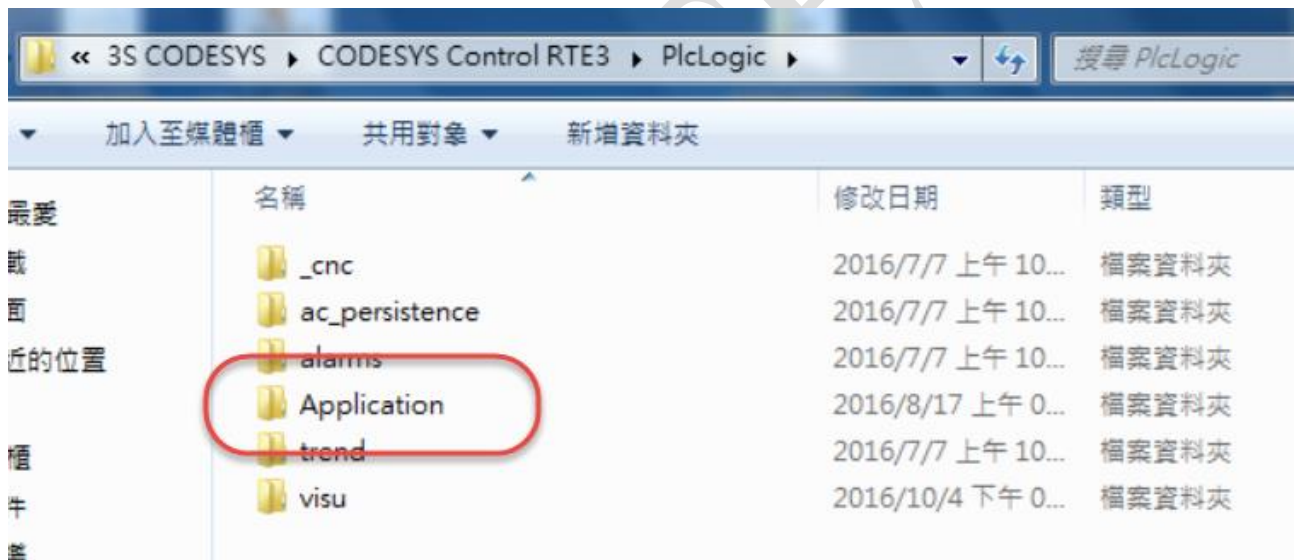 « 3S CODESYS ▸ CODESYS Control RTE3 ▸ PlcLogic ▸ 搜尋 PlcLogic
加入至媒體櫃 ▼ 共用對象 ▼ 新增資料夾
名稱 修改日期 類型
最愛
載
面
近的位置
櫃
件
_cnc 2016/7/7 上午 10... 檔案資料夾
ac_persistence 2016/7/7 上午 10... 檔案資料夾
alarms 2016/7/7 上午 10... 檔案資料夾
Application 2016/8/17 上午 0... 檔案資料夾
trend 2016/7/7 上午 10... 檔案資料夾
visu 2016/10/4 下午 0... 檔案資料夾